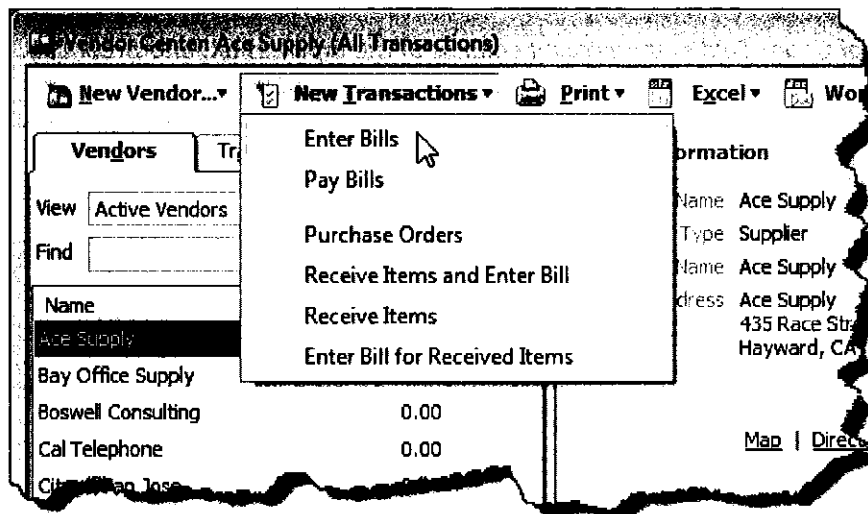 Vendor Center: Ace Supply (All Transactions)
New Vendor... New Transactions Print Excel
Vendors
Enter Bills
Pay Bills
Purchase Orders
Receive Items and Enter Bill
Receive Items
Enter Bill for Received Items
View Active Vendors
Find
Name
Ace Supply
Bay Office Supply
Boswell Consulting 0.00
Cal Telephone 0.00
Name Ace Supply
Type Supplier
Name Ace Supply
Ace Supply
435 Race
Hayward, CA
Map |